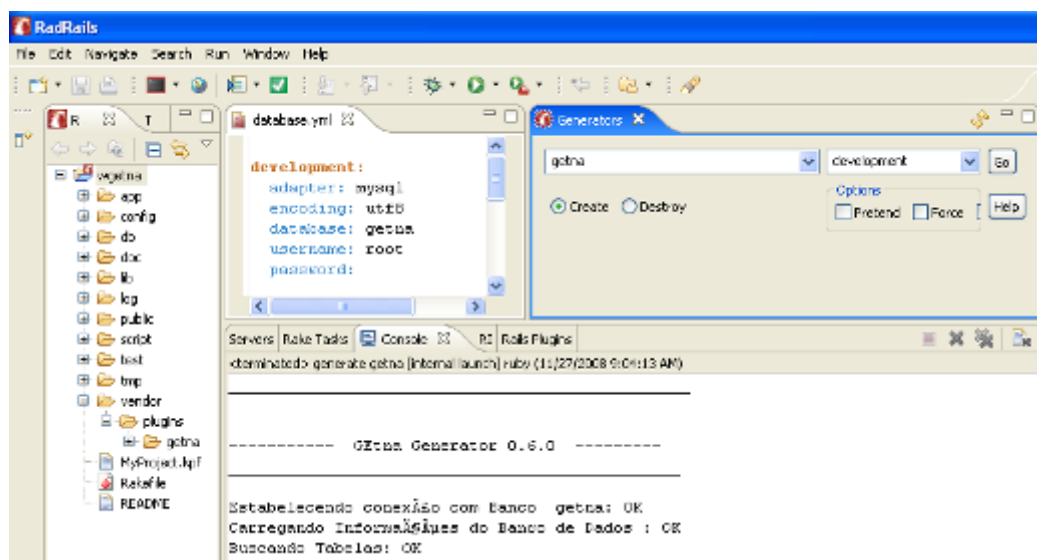 RadRails
File Edit Navigate Search Run Window Help
R T
database.yml
Generators
wgetna
app
config
db
doc
lib
log
public
script
test
tmp
vendor
plugins
getna
MyProject.kpf
Rakefile
README
development:
adapter: mysql
encoding: utf8
database: getna
username: root
password:
getna development Go
Create Destroy
Options
Pretend Force Help
Servers Rake Tasks Console RI Rails Plugins
<terminated> generate getna [internal launch] ruby (11/27/2008 9:04:13 AM)
----------- GEtna Generator 0.6.0 ---------
Estabelecendo conexÃ£o com Banco getna: OK
Carregando InformaÃ§Ãµes do Banco de Dados : OK
Buscando Tabelas: OK